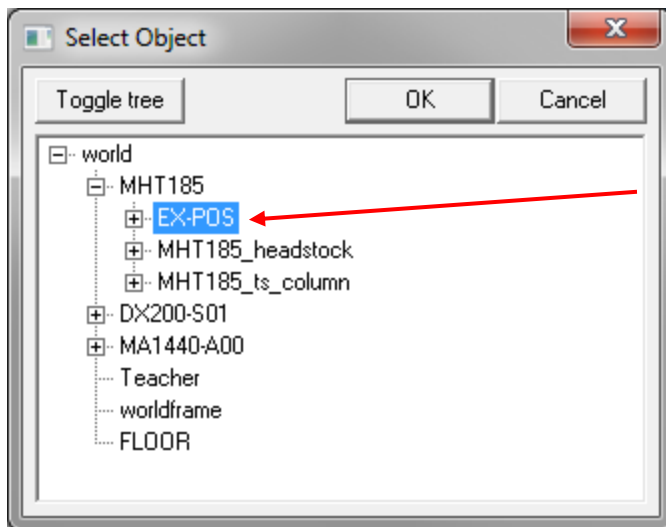 Select Object
Toggle tree OK Cancel
world
MHT185
EX-POS
MHT185_headstock
MHT185_ts_column
DX200-S01
MA1440-A00
Teacher
worldframe
FLOOR